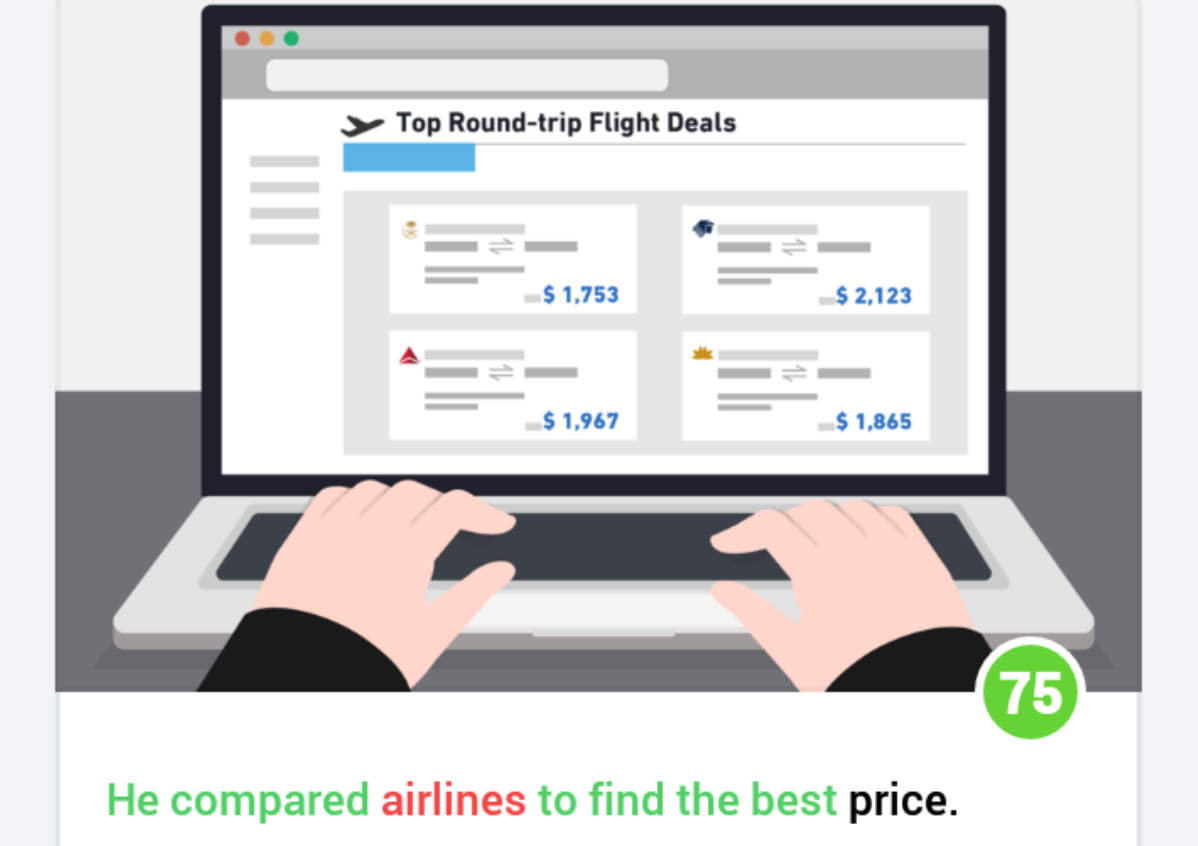 Top Round-trip Flight Deals
$ 1,753
$ 2,123
$ 1,967
$ 1,865
75
He compared airlines to find the best price.